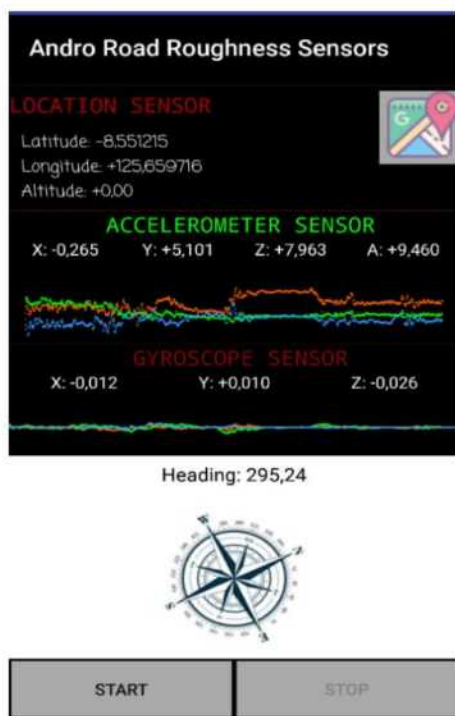 Andro Road Roughness Sensors
LOCATION SENSOR
Latitude: -8,551215
Longitude: +125,659716
Altitude: +0,00
G
ACCELEROMETER SENSOR
X: -0,265 Y: +5,101 Z: +7,963 A: +9,460
GYROSCOPE SENSOR
X: -0,012 Y: +0,010 Z: -0,026
Heading: 295,24
W N
S E
START STOP